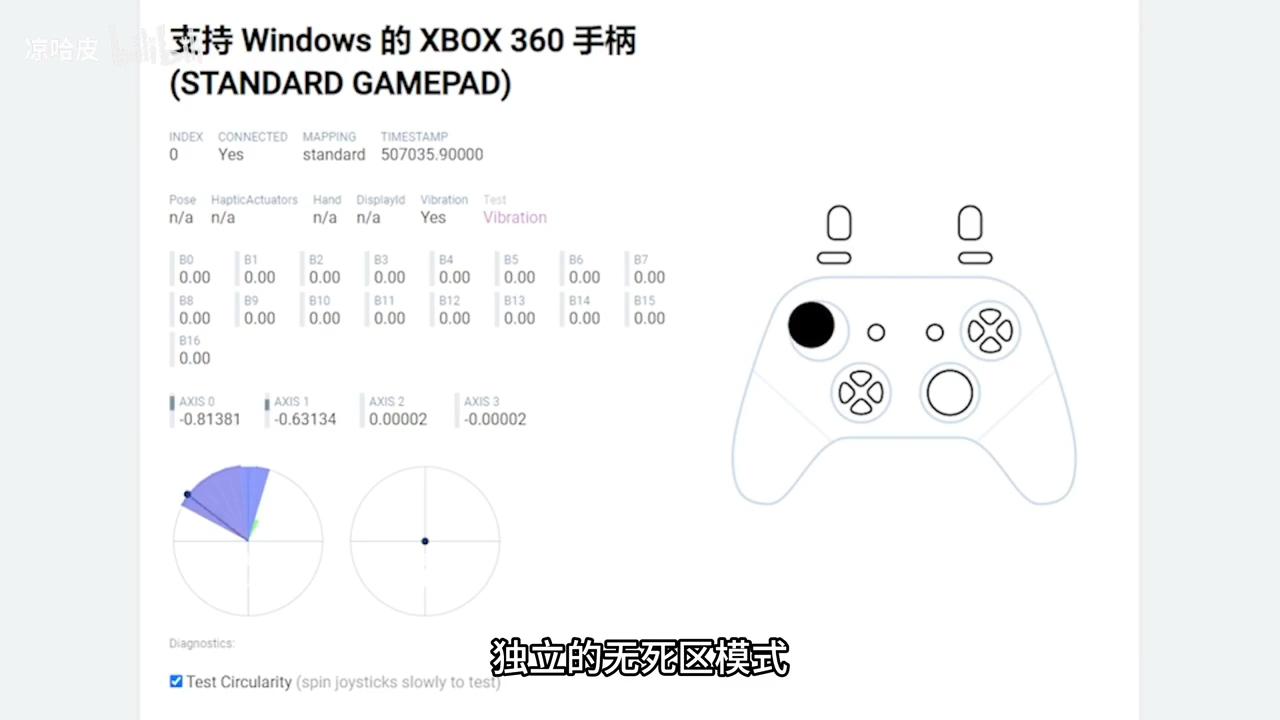 凉哈皮 bilibili
支持 Windows 的 XBOX 360 手柄
(STANDARD GAMEPAD)
INDEX CONNECTED MAPPING TIMESTAMP
0 Yes standard 507035.90000
Pose HapticActuators Hand DisplayId Vibration Test
n/a n/a n/a n/a Yes Vibration
B0 B1 B2 B3 B4 B5 B6 B7
0.00 0.00 0.00 0.00 0.00 0.00 0.00 0.00
B8 B9 B10 B11 B12 B13 B14 B15
0.00 0.00 0.00 0.00 0.00 0.00 0.00 0.00
B16
0.00
AXIS 0 AXIS 1 AXIS 2 AXIS 3
-0.81381 -0.63134 0.00002 -0.00002
Diagnostics:
独立的无死区模式
Test Circularity (spin joysticks slowly to test)